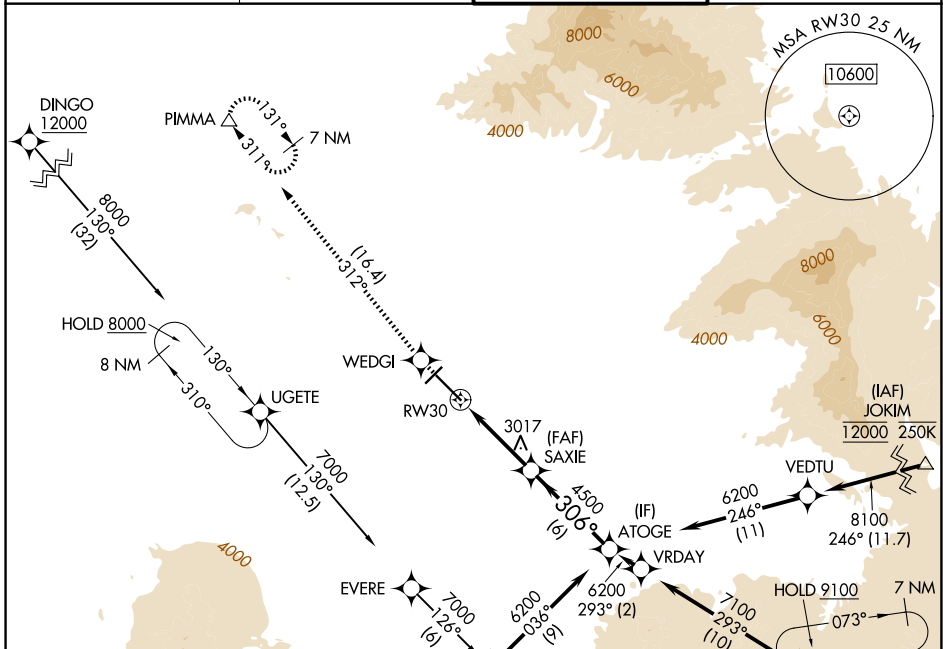 MSA RW30 25 NM
10600
8000
6000
4000
DINGO
12000
PIMMA
131°
311°
7 NM
8000
130°
(32)
(16.4)
312°
8000
6000
4000
HOLD 8000
8 NM
130°
310°
UGETE
WEDGI
RW30
3017
(FAF)
SAXIE
(IAF)
JOKIM
12000 250K
VEDTU
7000
130°
(12.5)
4500
306°
(6)
(IF)
ATOGE
VRDAY
6200
246°
(11)
8100
246° (11.7)
4000
EVERE
7000
126°
(6)
6200
036°
(9)
6200
293° (2)
7100
293°
(10)
HOLD 9100
7 NM
073°